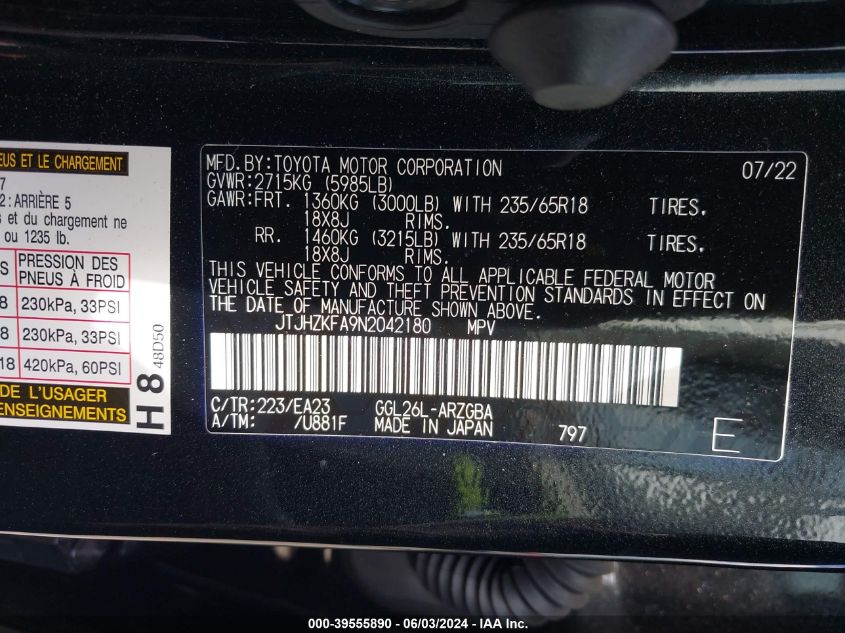 EUS ET LE CHARGEMENT
7
2: ARRIÈRE 5
s et du chargement ne
ou 1235 lb.
S PRESSION DES PNEUS À FROID
8 230kPa, 33PSI
8 230kPa, 33PSI
18 420kPa, 60PSI
DE L'USAGER
ENSEIGNEMENTS
H 8 48D50
MFD. BY: TOYOTA MOTOR CORPORATION 07/22
GVWR: 2715KG (5985LB)
GAWR: FRT. 1360KG (3000LB) WITH 235/65R18 TIRES.
18X8J RIMS.
RR. 1460KG (3215LB) WITH 235/65R18 TIRES.
18X8J RIMS.
THIS VEHICLE CONFORMS TO ALL APPLICABLE FEDERAL MOTOR
VEHICLE SAFETY AND THEFT PREVENTION STANDARDS IN EFFECT ON
THE DATE OF MANUFACTURE SHOWN ABOVE.
JTJHZKFA9N2042180 MPV
C/TR: 223/EA23 GGL26L-ARZGBA
A/TM: /U881F MADE IN JAPAN 797 E
000-39555890 - 06/03/2024 - IAA Inc.